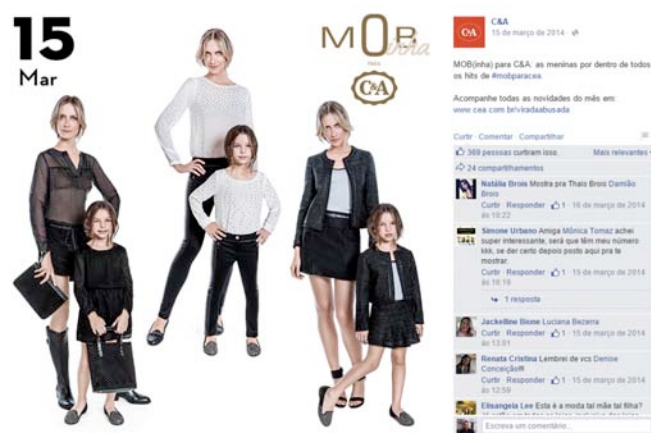 15
Mar
MOB
inha
PARA
C&A
C&A
C&A
15 de março de 2014
MOB(inha) para C&A: as meninas por dentro de todos
os hits de #mobparacea.
Acompanhe todas as novidades do mês em:
www.cea.com.br/viradaabusada
Curtir · Comentar · Compartilhar
369 pessoas curtiram isso.
Mais relevantes
24 compartilhamentos
Natália Brois Mostra pra Thais Brois Damião
Brois
Curtir · Responder · 1 · 16 de março de 2014
às 18:22
Simone Urbano Amiga Mônica Tomaz achei
super interessante, será que têm meu número
kkk, se der certo depois posto aqui pra te
mostrar.
Curtir · Responder · 1 · 15 de março de 2014
às 16:19
1 resposta
Jackelline Bione Luciana Bezerra
Curtir · Responder · 1 · 15 de março de 2014
às 13:01
Renata Cristina Lembrei de vcs Denise
Conceição!!!
Curtir · Responder · 1 · 15 de março de 2014
às 12:59
Elisangela Lee Esta é a moda tal mãe tal filha?
Escreva um comentário...